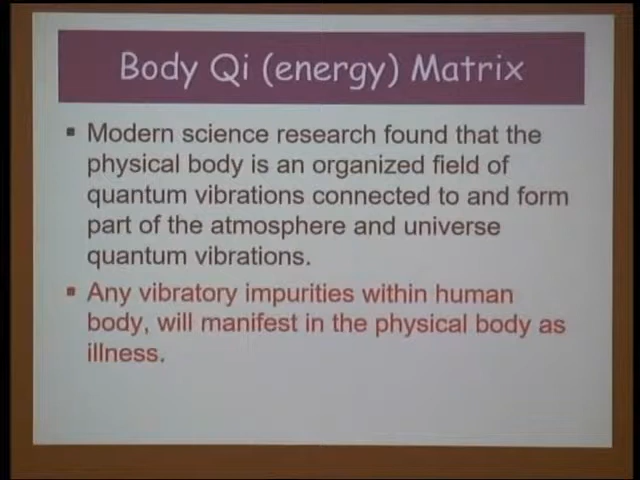 Body Qi (energy) Matrix
▪ Modern science research found that the
physical body is an organized field of
quantum vibrations connected to and form
part of the atmosphere and universe
quantum vibrations.
▪ Any vibratory impurities within human
body, will manifest in the physical body as
illness.